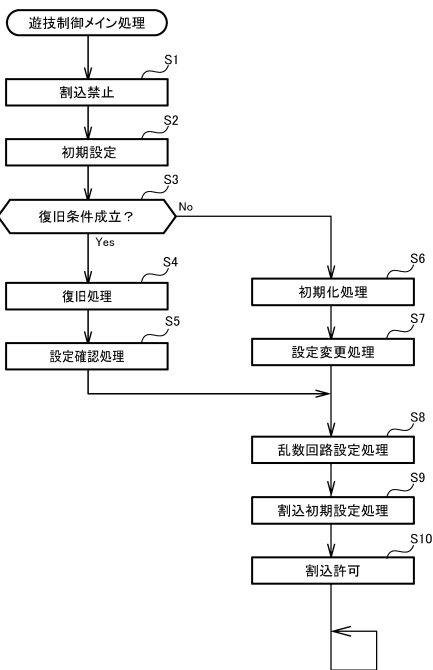 遊技制御メイン処理
S1
割込禁止
S2
初期設定
S3
復旧条件成立？
No
Yes
S4
復旧処理
S5
設定確認処理
S6
初期化処理
S7
設定変更処理
S8
乱数回路設定処理
S9
割込初期設定処理
S10
割込許可